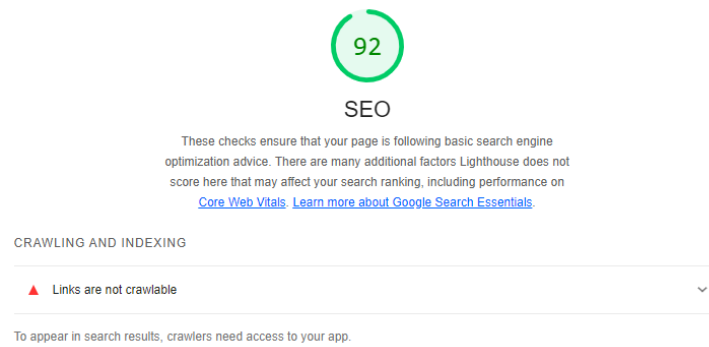 92
SEO
These checks ensure that your page is following basic search engine
optimization advice. There are many additional factors Lighthouse does not
score here that may affect your search ranking, including performance on
Core Web Vitals. Learn more about Google Search Essentials.
CRAWLING AND INDEXING
Links are not crawlable
To appear in search results, crawlers need access to your app.